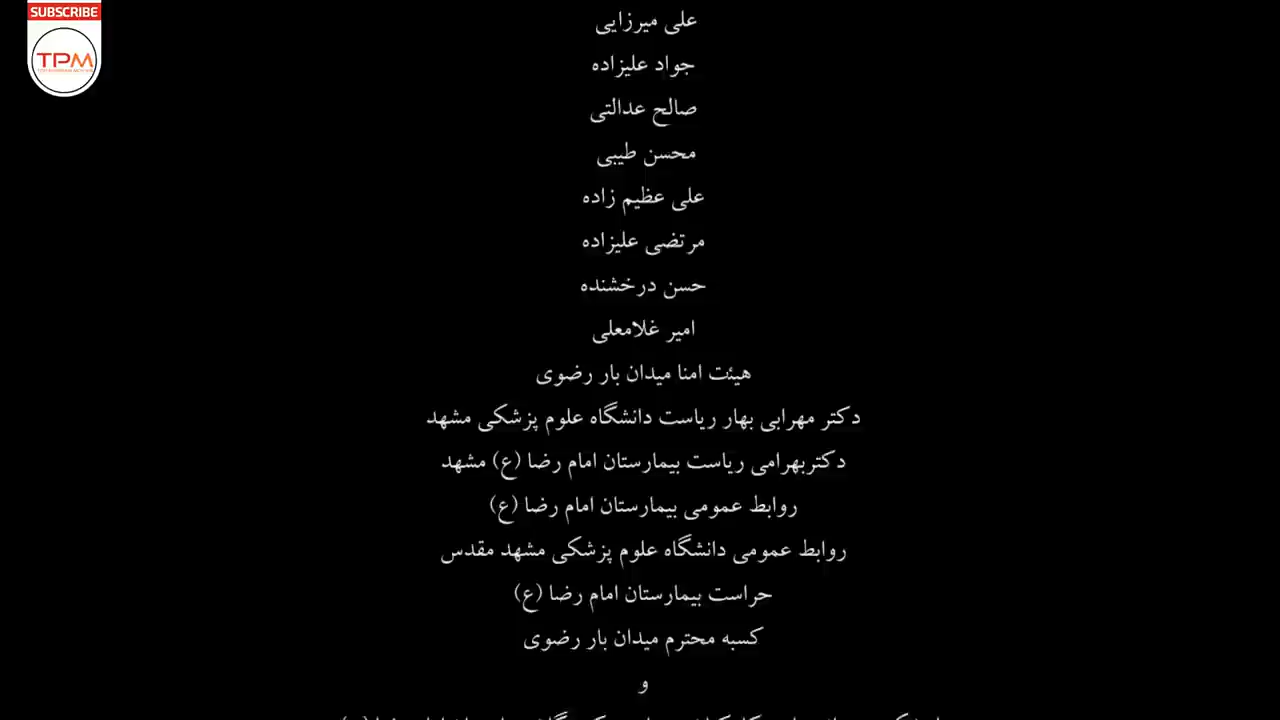 SUBSCRIBE
TPM
علی میرزایی
جواد علیزاده
صالح عدالتی
محسن طیبی
علی عظیم زاده
مرتضی علیزاده
حسن درخشنده
امیر غلامعلی
هیئت امنا میدان بار رضوی
دکتر مهرابی بهار ریاست دانشگاه علوم پزشکی مشهد
دکتربهرامی ریاست بیمارستان امام رضا (ع) مشهد
روابط عمومی بیمارستان امام رضا (ع)
روابط عمومی دانشگاه علوم پزشکی مشهد مقدس
حراست بیمارستان امام رضا (ع)
کسبه محترم میدان بار رضوی
و